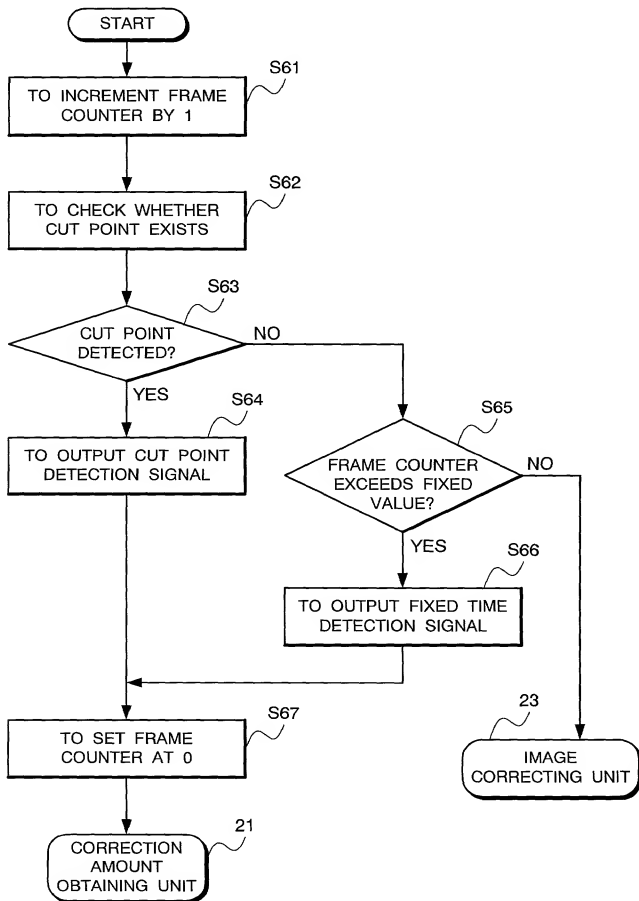 START
S61
TO INCREMENT FRAME
COUNTER BY 1
S62
TO CHECK WHETHER
CUT POINT EXISTS
S63
CUT POINT
DETECTED?
NO
YES
S64
TO OUTPUT CUT POINT
DETECTION SIGNAL
S65
FRAME COUNTER
EXCEEDS FIXED
VALUE?
NO
YES
S66
TO OUTPUT FIXED TIME
DETECTION SIGNAL
S67
TO SET FRAME
COUNTER AT 0
23
IMAGE
CORRECTING UNIT
21
CORRECTION
AMOUNT
OBTAINING UNIT